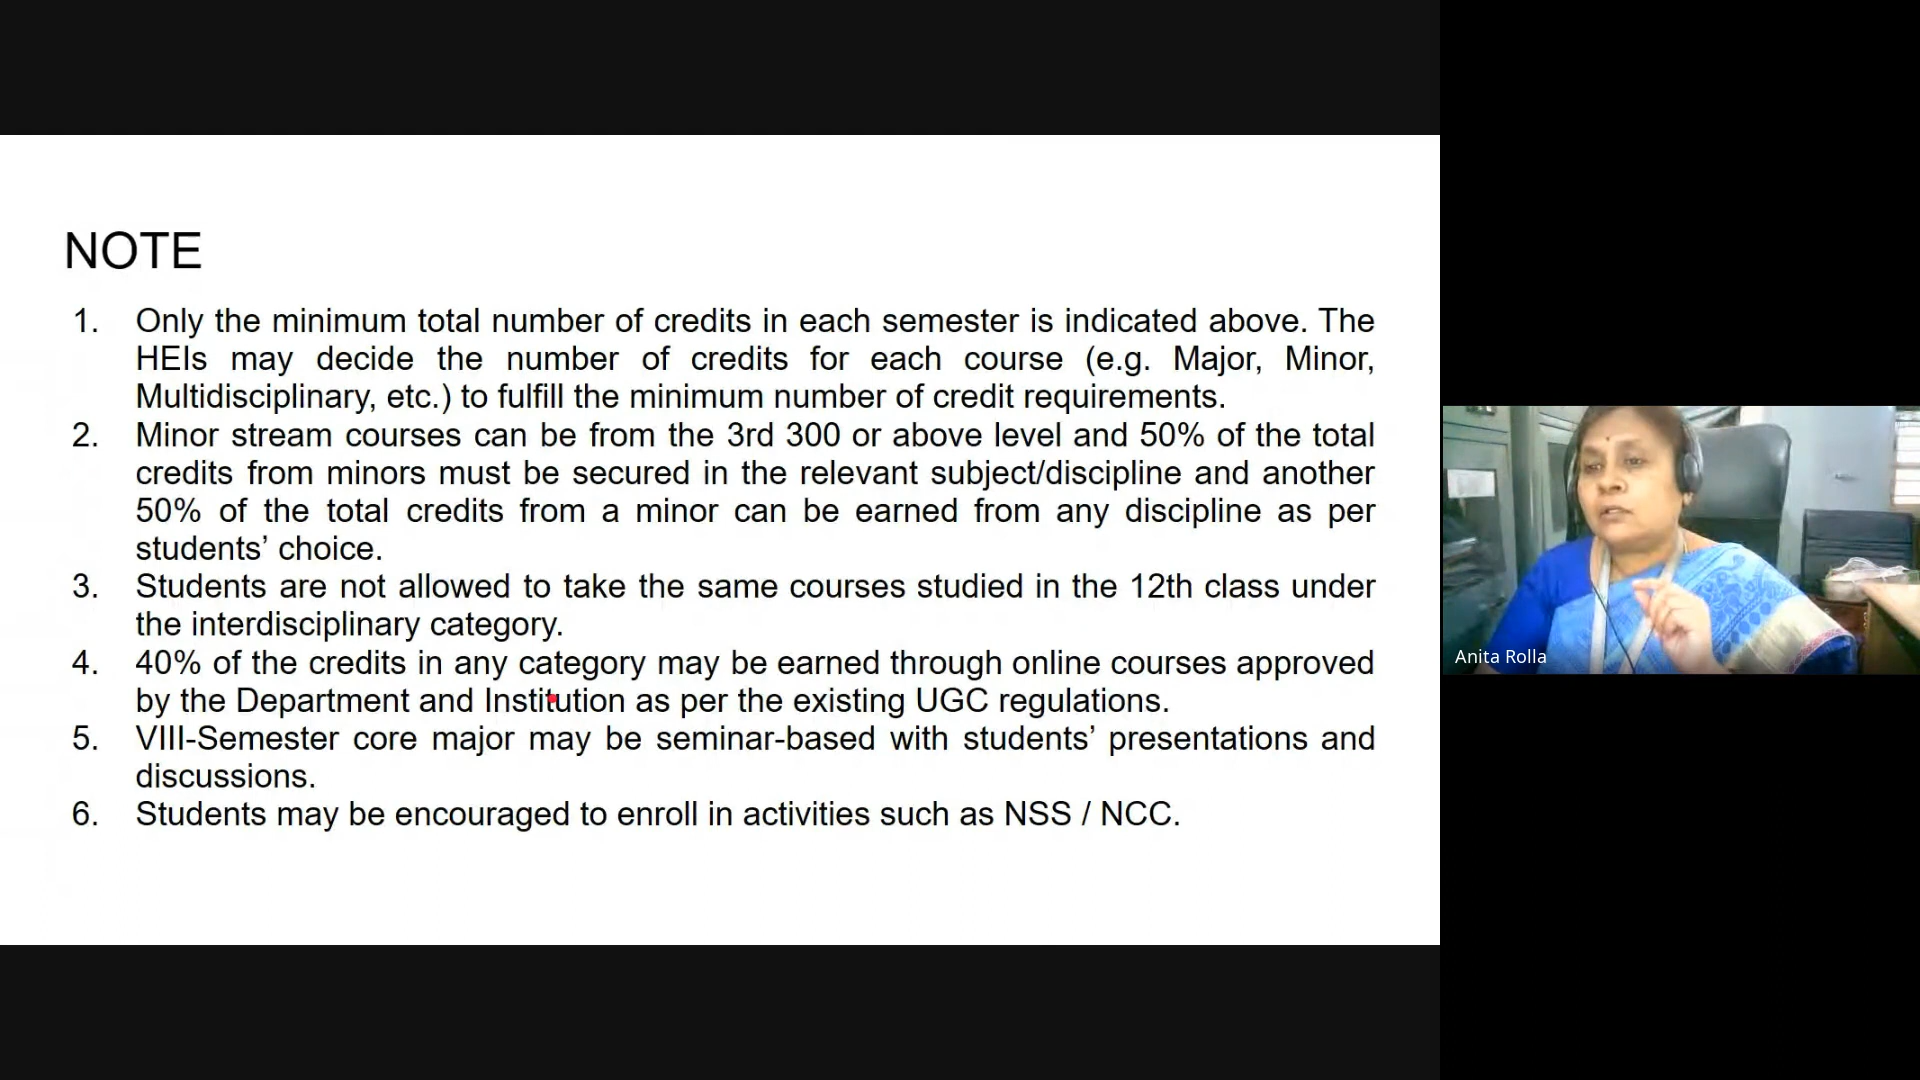 NOTE
1. Only the minimum total number of credits in each semester is indicated above. The
HEIs may decide the number of credits for each course (e.g. Major, Minor,
Multidisciplinary, etc.) to fulfill the minimum number of credit requirements.
2. Minor stream courses can be from the 3rd 300 or above level and 50% of the total
credits from minors must be secured in the relevant subject/discipline and another
50% of the total credits from a minor can be earned from any discipline as per
students’ choice.
3. Students are not allowed to take the same courses studied in the 12th class under
the interdisciplinary category.
4. 40% of the credits in any category may be earned through online courses approved
by the Department and Institution as per the existing UGC regulations.
5. VIII-Semester core major may be seminar-based with students’ presentations and
discussions.
6. Students may be encouraged to enroll in activities such as NSS / NCC.
Anita Rolla